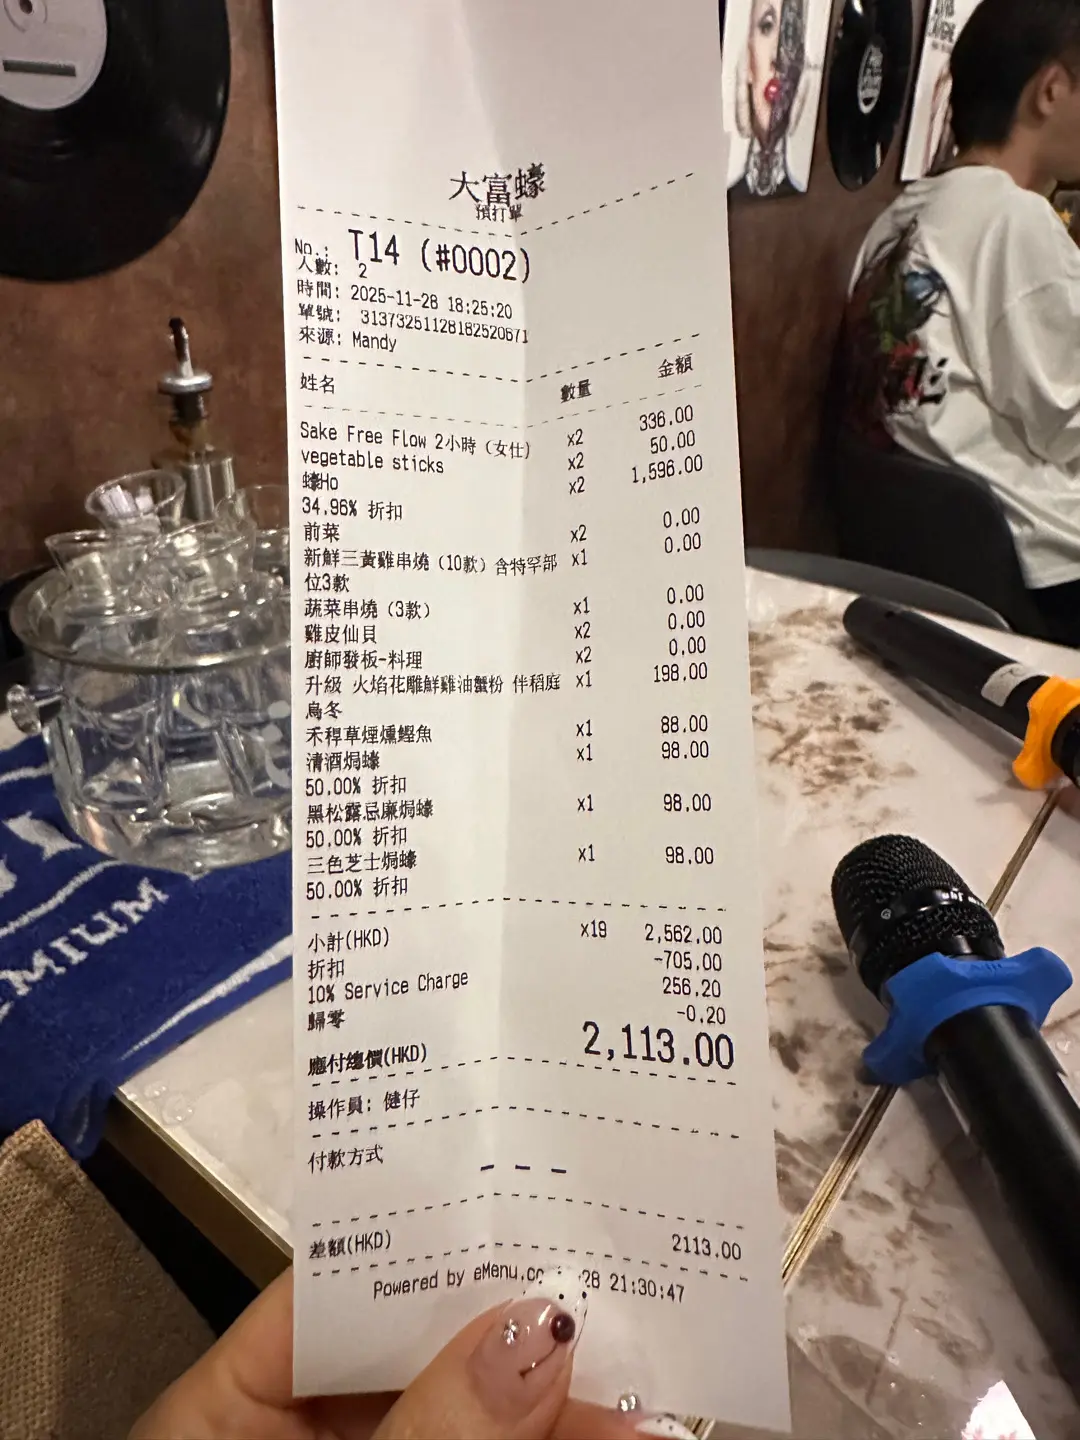 大富蠔
預打單
No.: T14 (#0002)
人數: 2
時間: 2025-11-28 18:25:20
單號: 31373251128182520671
來源: Mandy
姓名 數量 金額
Sake Free Flow 2小時（女仕） x2 336.00
vegetable sticks x2 50.00
蠔Ho x2 1,596.00
34.96% 折扣
前菜 x2 0.00
新鮮三黃雞串燒（10款）含特罕部 x1 0.00
位3款
蔬菜串燒（3款） x1 0.00
雞皮仙貝 x2 0.00
廚師發板-料理 x2 0.00
升級 火焰花雕鮮雞油蟹粉 伴稻庭 x1 198.00
烏冬
禾稈草煙燻鰹魚 x1 88.00
清酒焗蠔 x1 98.00
50.00% 折扣
黑松露忌廉焗蠔 x1 98.00
50.00% 折扣
三色芝士焗蠔 x1 98.00
50.00% 折扣
小計(HKD) x19 2,562.00
折扣 -705.00
10% Service Charge 256.20
歸零 -0.20
應付總價(HKD) 2,113.00
操作員: 健仔
付款方式
---
差額(HKD) 2113.00
Powered by eMenu.co 28 21:30:47
EMIUM